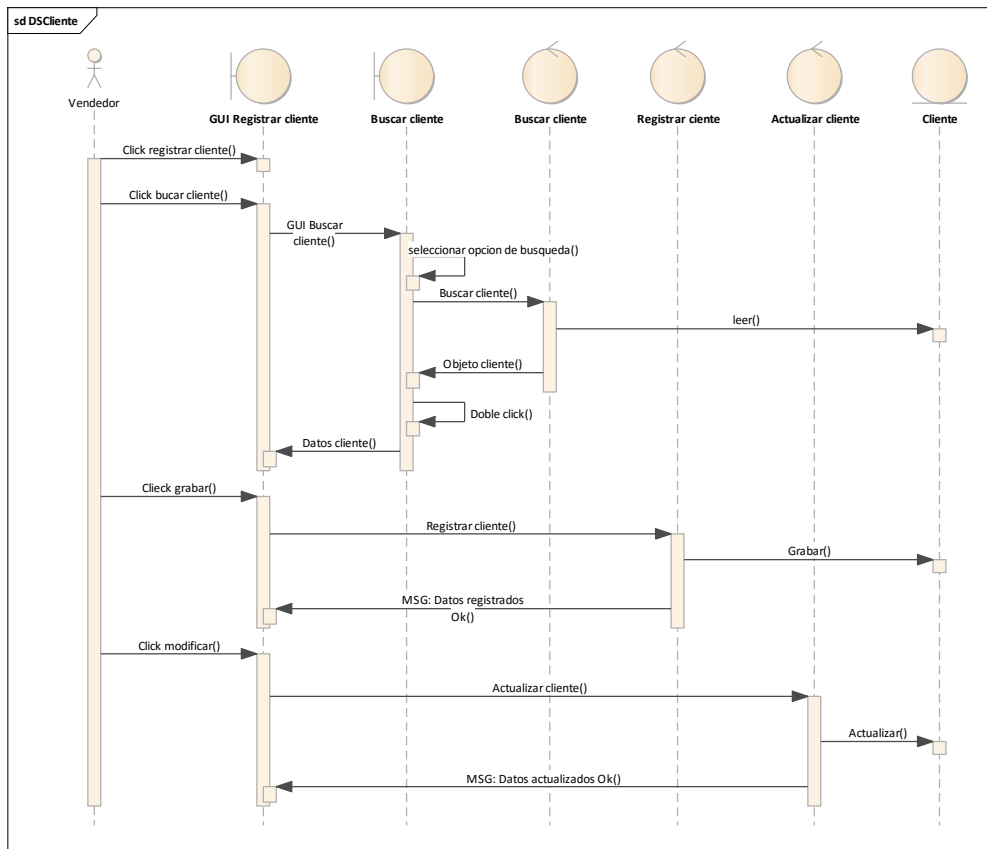 sd DSCliente
Vendedor
GUI Registrar cliente
Buscar cliente
Buscar cliente
Registrar ciente
Actualizar cliente
Cliente
Click registrar cliente()
Click bucar cliente()
GUI Buscar
cliente()
seleccionar opcion de busqueda()
Buscar cliente()
leer()
Objeto cliente()
Doble click()
Datos cliente()
Clieck grabar()
Registrar cliente()
Grabar()
MSG: Datos registrados
Ok()
Click modificar()
Actualizar cliente()
Actualizar()
MSG: Datos actualizados Ok()